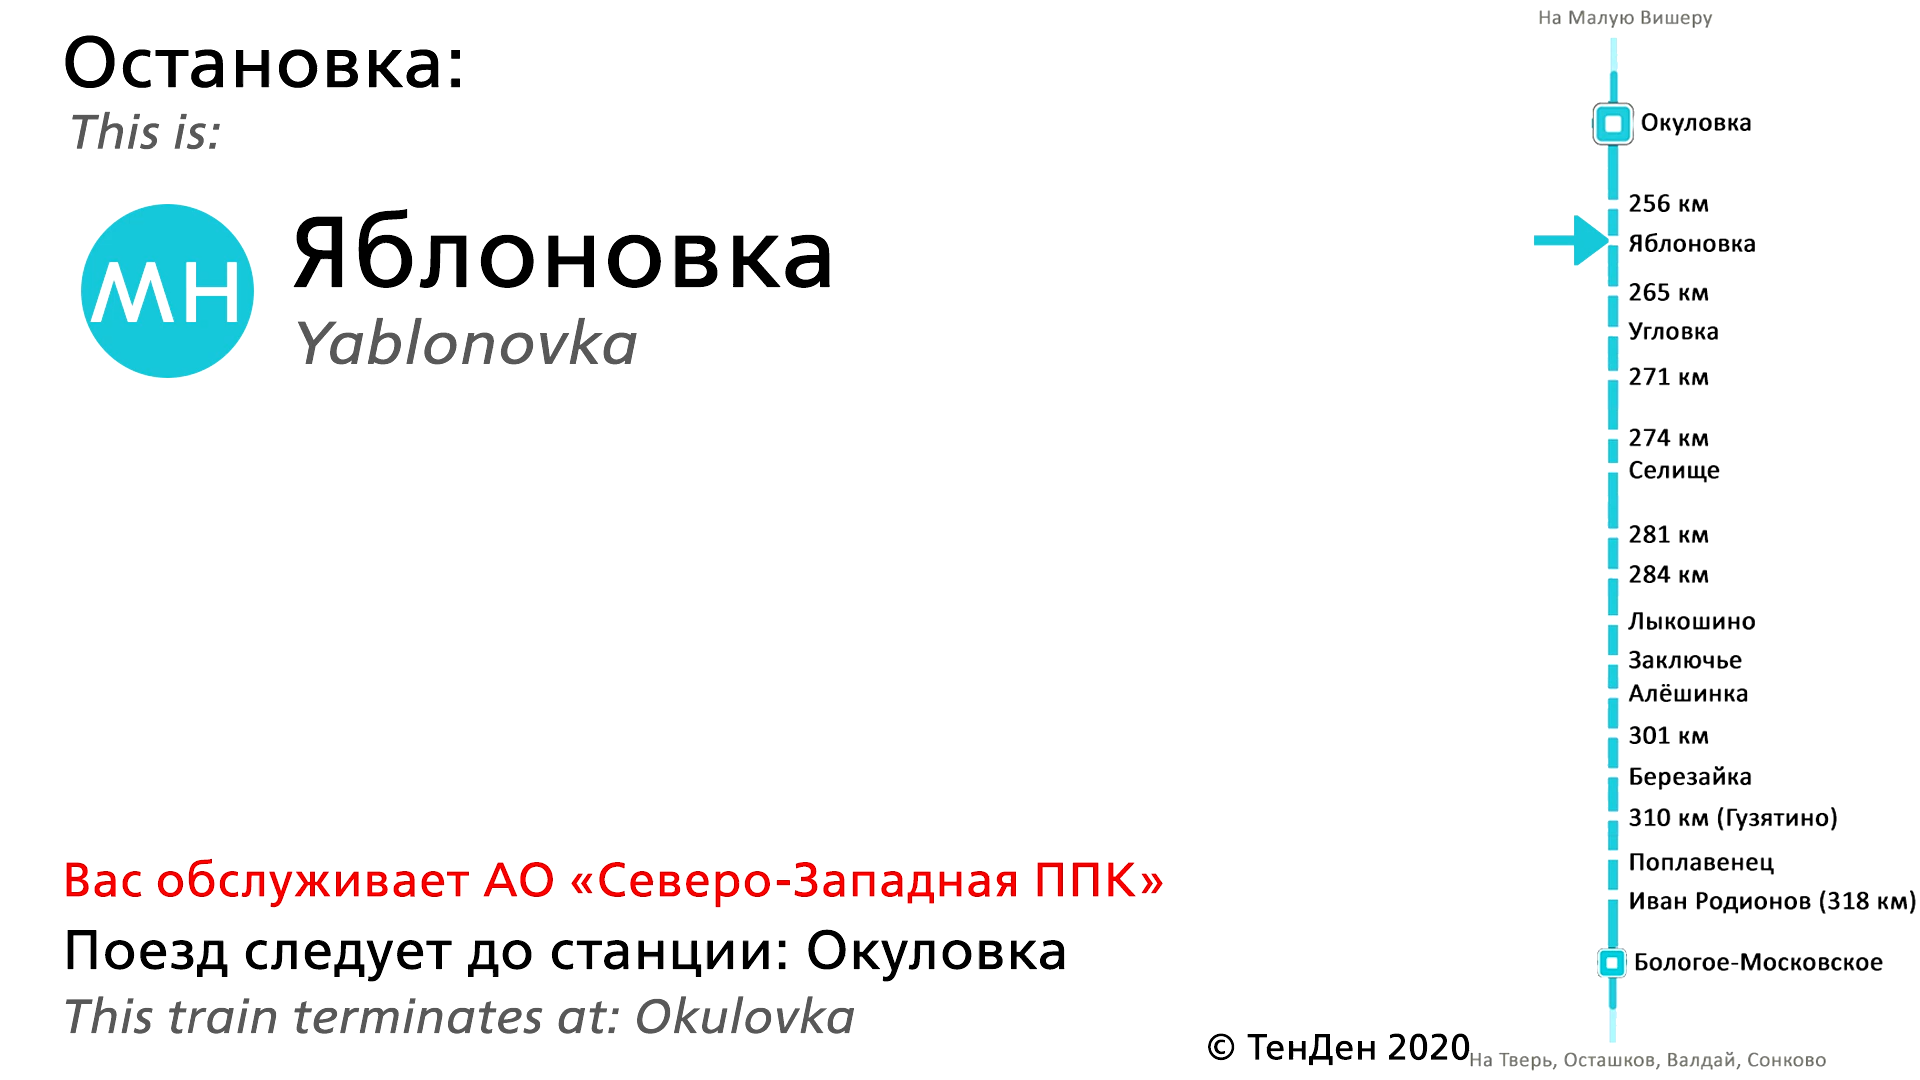 Остановка:
This is:
МН
Яблоновка
Yablonovka
Вас обслуживает АО «Северо-Западная ППК»
Поезд следует до станции: Окуловка
This train terminates at: Okulovka
© ТенДен 2020
На Малую Вишеру
Окуловка
256 км
Яблоновка
265 км
Угловка
271 км
274 км
Селище
281 км
284 км
Лыкошино
Заключье
Алёшинка
301 км
Березайка
310 км (Гузятино)
Поплавенец
Иван Родионов (318 км)
Бологое-Московское
На Тверь, Осташков, Валдай, Сонково